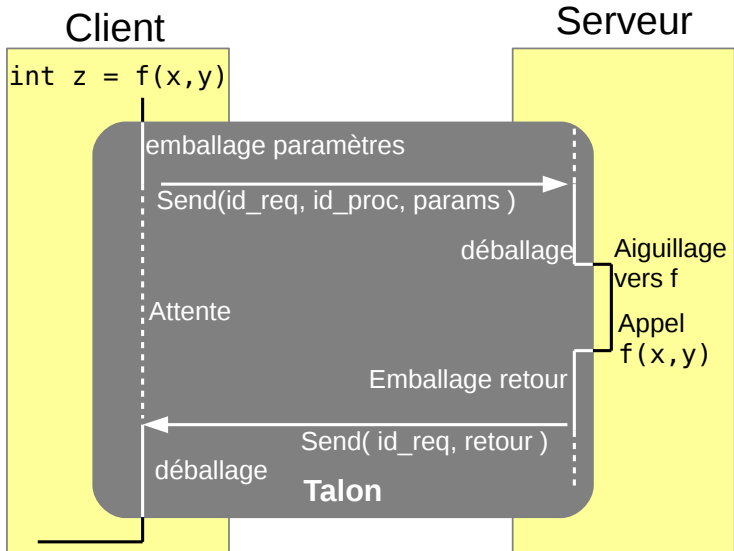 Client
Serveur
int z = f(x,y)
emballage paramètres
Send(id_req, id_proc, params )
déballage
Aiguillage
vers f
Attente
Appel
f(x,y)
Emballage retour
Send( id_req, retour )
déballage
Talon